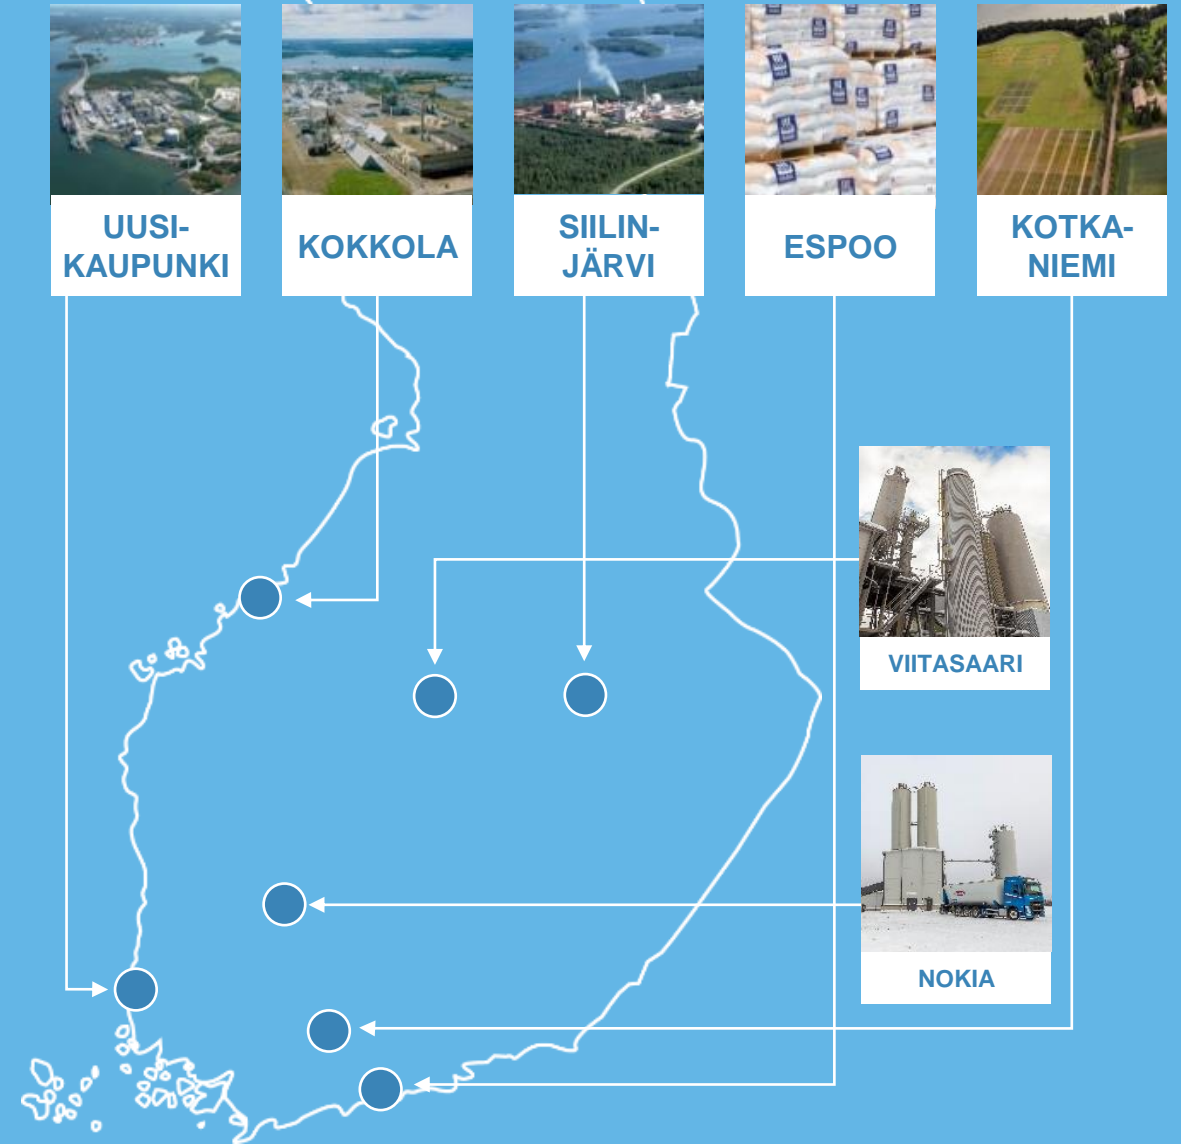 UUSI-
KAUPUNKI
KOKKOLA
SIILIN-
JÄRVI
ESPOO
KOTKA-
NIEMI
VIITASAARI
NOKIA